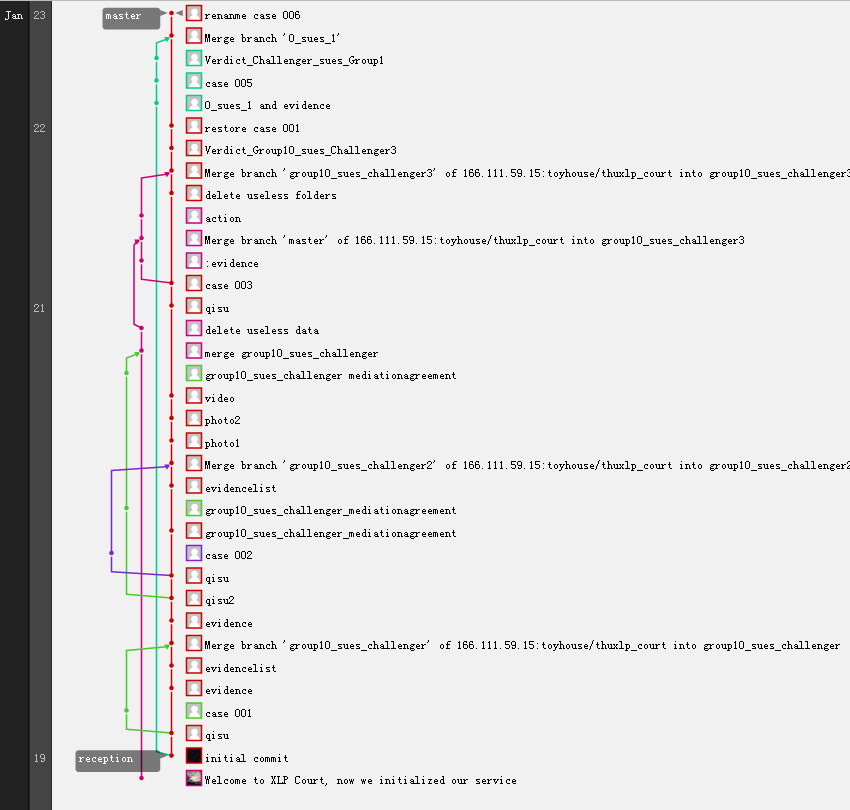 Jan 23 master renanme case 006
Merge branch 'O_sues_1'
Verdict_Challenger_sues_Group1
case 005
O_sues_1 and evidence
22 restore case 001
Verdict_Group10_sues_Challenger3
Merge branch 'group10_sues_challenger3' of 166.111.59.15:toyhouse/thuxlp_court into group10_sues_challenger3
delete useless folders
action
Merge branch 'master' of 166.111.59.15:toyhouse/thuxlp_court into group10_sues_challenger3
:evidence
case 003
21 qisu
delete useless data
merge group10_sues_challenger
group10_sues_challenger mediationagreement
video
photo2
photo1
Merge branch 'group10_sues_challenger2' of 166.111.59.15:toyhouse/thuxlp_court into group10_sues_challenger2
evidencelist
group10_sues_challenger_mediationagreement
group10_sues_challenger_mediationagreement
case 002
qisu
qisu2
evidence
Merge branch 'group10_sues_challenger' of 166.111.59.15:toyhouse/thuxlp_court into group10_sues_challenger
evidencelist
evidence
case 001
qisu
19 reception initial commit
Welcome to XLP Court, now we initialized our service